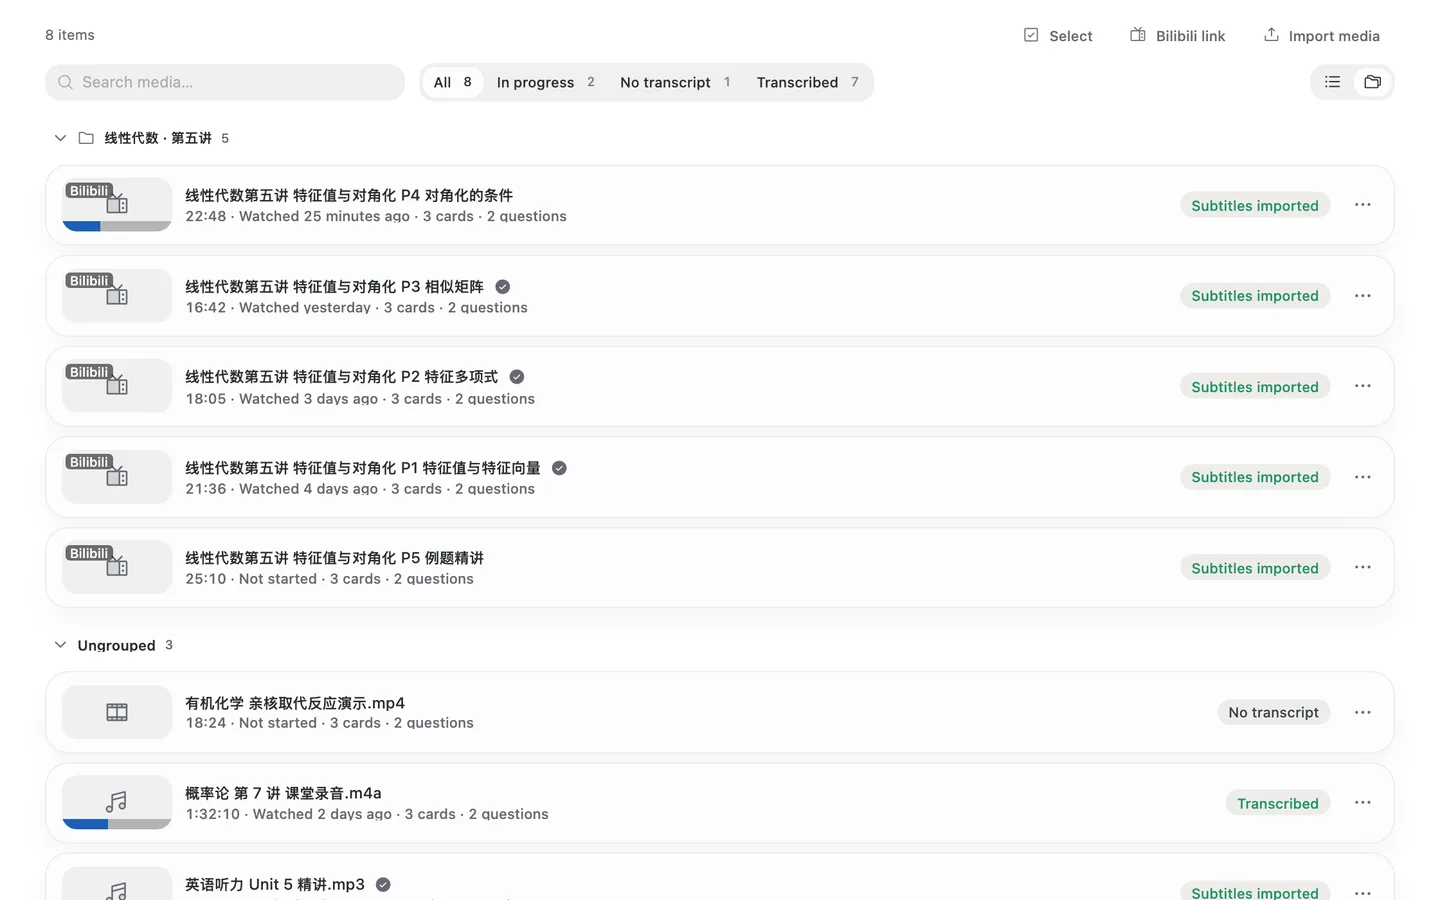 8 items
Select
Bilibili link
Import media
Search media...
All 8
In progress 2
No transcript 1
Transcribed 7
线性代数 · 第五讲 5
Bilibili
线性代数第五讲 特征值与对角化 P4 对角化的条件
22:48 · Watched 25 minutes ago · 3 cards · 2 questions
Subtitles imported
Bilibili
线性代数第五讲 特征值与对角化 P3 相似矩阵
16:42 · Watched yesterday · 3 cards · 2 questions
Subtitles imported
Bilibili
线性代数第五讲 特征值与对角化 P2 特征多项式
18:05 · Watched 3 days ago · 3 cards · 2 questions
Subtitles imported
Bilibili
线性代数第五讲 特征值与对角化 P1 特征值与特征向量
21:36 · Watched 4 days ago · 3 cards · 2 questions
Subtitles imported
Bilibili
线性代数第五讲 特征值与对角化 P5 例题精讲
25:10 · Not started · 3 cards · 2 questions
Subtitles imported
Ungrouped 3
有机化学 亲核取代反应演示.mp4
18:24 · Not started · 3 cards · 2 questions
No transcript
概率论 第 7 讲 课堂录音.m4a
1:32:10 · Watched 2 days ago · 3 cards · 2 questions
Transcribed
英语听力 Unit 5 精讲.mp3
Subtitles imported